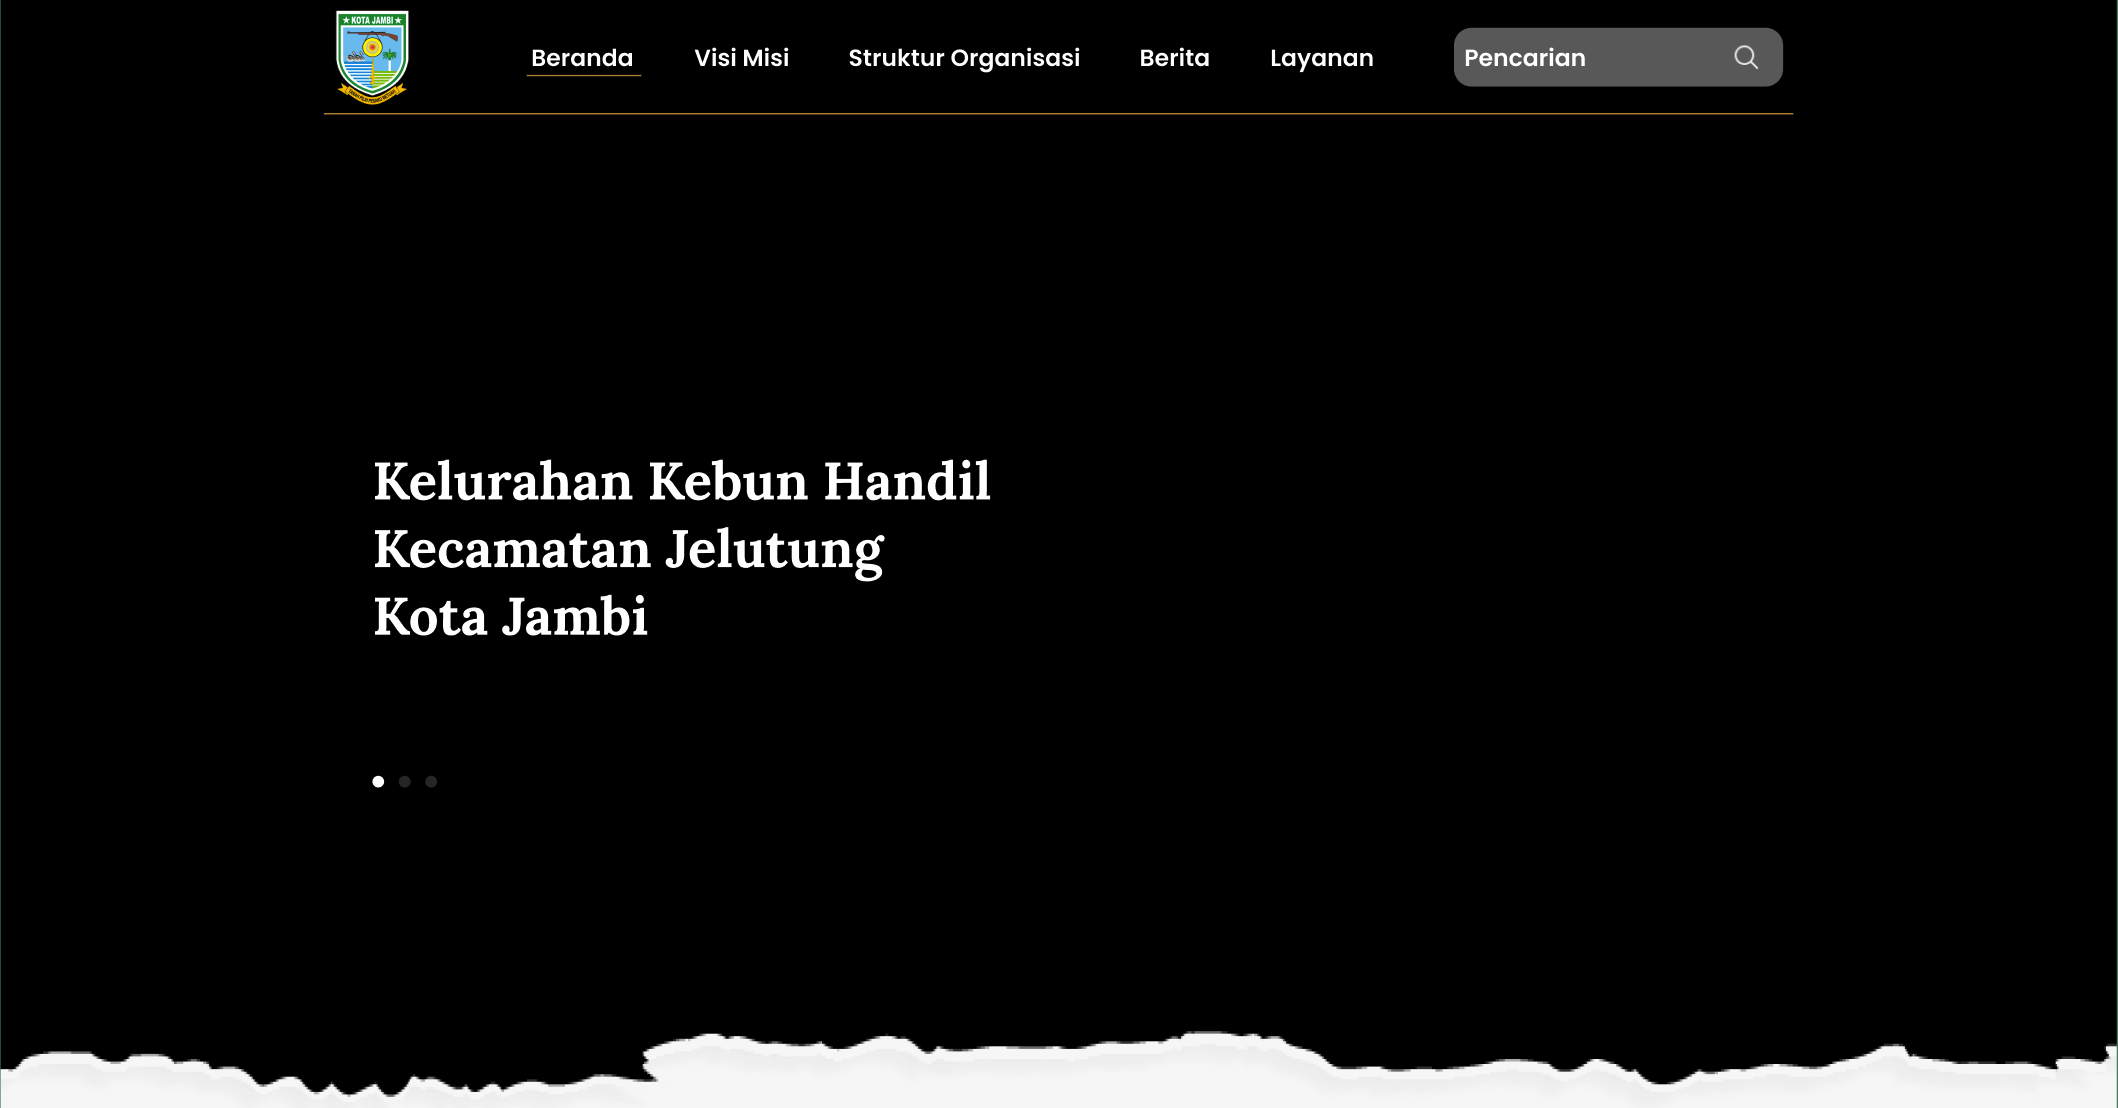 KOTA JAMBI
Beranda
Visi Misi
Struktur Organisasi
Berita
Layanan
Pencarian
Kelurahan Kebun Handil
Kecamatan Jelutung
Kota Jambi